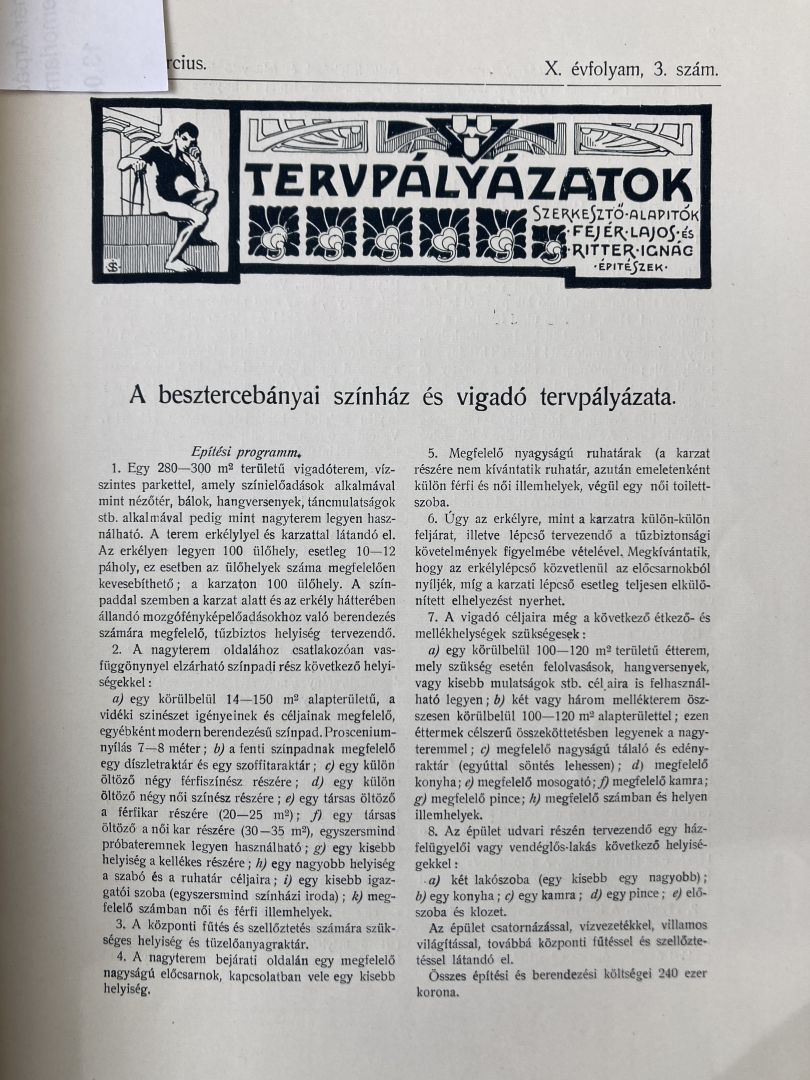 rcius.
X. évfolyam, 3. szám.
TERVPÁLYÁZATOK
SZERKESZTŐ·ALAPITÓK
·FEJÉR·LAJOS·és
·RITTER·IGNÁC
·ÉPITÉSZEK·
A besztercebányai színház és vigadó tervpályázata.
Epítési programm.
1. Egy 280—300 m² területű vigadóterem, víz-
szintes parkettel, amely színielőadások alkalmával
mint nézőtér, bálok, hangversenyek, táncmulatságok
stb. alkalmával pedig mint nagyterem legyen hasz-
nálható. A terem erkélylyel és karzattal látandó el.
Az erkélyen legyen 100 ülőhely, esetleg 10—12
páholy, ez esetben az ülőhelyek száma megfelelően
kevesebíthető; a karzaton 100 ülőhely. A szín-
paddal szemben a karzat alatt és az erkély hátterében
állandó mozgófényképelőadásokhoz való berendezés
számára megfelelő, tűzbiztos helyiség tervezendő.
2. A nagyterem oldalához csatlakozóan vas-
függönynyel elzárható színpadi rész következő helyi-
ségekkel:
a) egy körülbelül 14—150 m² alapterületű, a
vidéki szinészet igényeinek és céljainak megfelelő,
egyébként modern berendezésű színpad. Proscenium-
nyílás 7—8 méter; b) a fenti színpadnak megfelelő
egy díszletraktár és egy szoffitaraktár; c) egy külön
öltöző négy férfiszínész részére; d) egy külön
öltöző négy női színész részére; e) egy társas öltöző
a férfikar részére (20—25 m²); f) egy társas
öltöző a női kar részére (30—35 m²), egyszersmind
próbateremnek legyen használható; g) egy kisebb
helyiség a kellékes részére; h) egy nagyobb helyiség
a szabó és a ruhatár céljaira; i) egy kisebb igaz-
gatói szoba (egyszersmind színházi iroda); k) meg-
felelő számban női és férfi illemhelyek.
3. A központi fűtés és szellőztetés számára szük-
séges helyiség és tüzelőanyagraktár.
4. A nagyterem bejárati oldalán egy megfelelő
nagyságú előcsarnok, kapcsolatban vele egy kisebb
helyiség.
5. Megfelelő nyagyságú ruhatárak (a karzat
részére nem kívántatik ruhatár, azután emeletenként
külön férfi és női illemhelyek, végül egy női toilett-
szoba.
6. Úgy az erkélyre, mint a karzatra külön-külön
feljárat, illetve lépcső tervezendő a tűzbiztonsági
követelmények figyelmébe vételével. Megkívántatik,
hogy az erkélylépcső közvetlenül az előcsarnokból
nyíljék, míg a karzati lépcső esetleg teljesen elkülö-
nített elhelyezést nyerhet.
7. A vigadó céljaira még a következő étkező- és
mellékhelységek szükségesek:
a) egy körülbelül 100—120 m² területű étterem,
mely szükség esetén felolvasások, hangversenyek,
vagy kisebb mulatságok stb. céljaira is felhasznál-
ható legyen; b) két vagy három mellékterem ösz-
szesen körülbelül 100—120 m² alapterülettel; ezen
éttermek célszerű összeköttetésben legyenek a nagy-
teremmel; c) megfelelő nagyságú tálaló és edény-
raktár (egyúttal söntés lehessen); d) megfelelő
konyha; e) megfelelő mosogató; f) megfelelő kamra;
g) megfelelő pince; h) megfelelő számban és helyen
illemhelyek.
8. Az épület udvari részén tervezendő egy ház-
felügyelői vagy vendéglős-lakás következő helyisé-
gekkel:
a) két lakószoba (egy kisebb egy nagyobb);
b) egy konyha; c) egy kamra; d) egy pince; e) elő-
szoba és klozet.
Az épület csatornázással, vízvezetékkel, villamos
világítással, továbbá központi fűtéssel és szellőzte-
téssel látandó el.
Összes építési és berendezési költségei 240 ezer
korona.